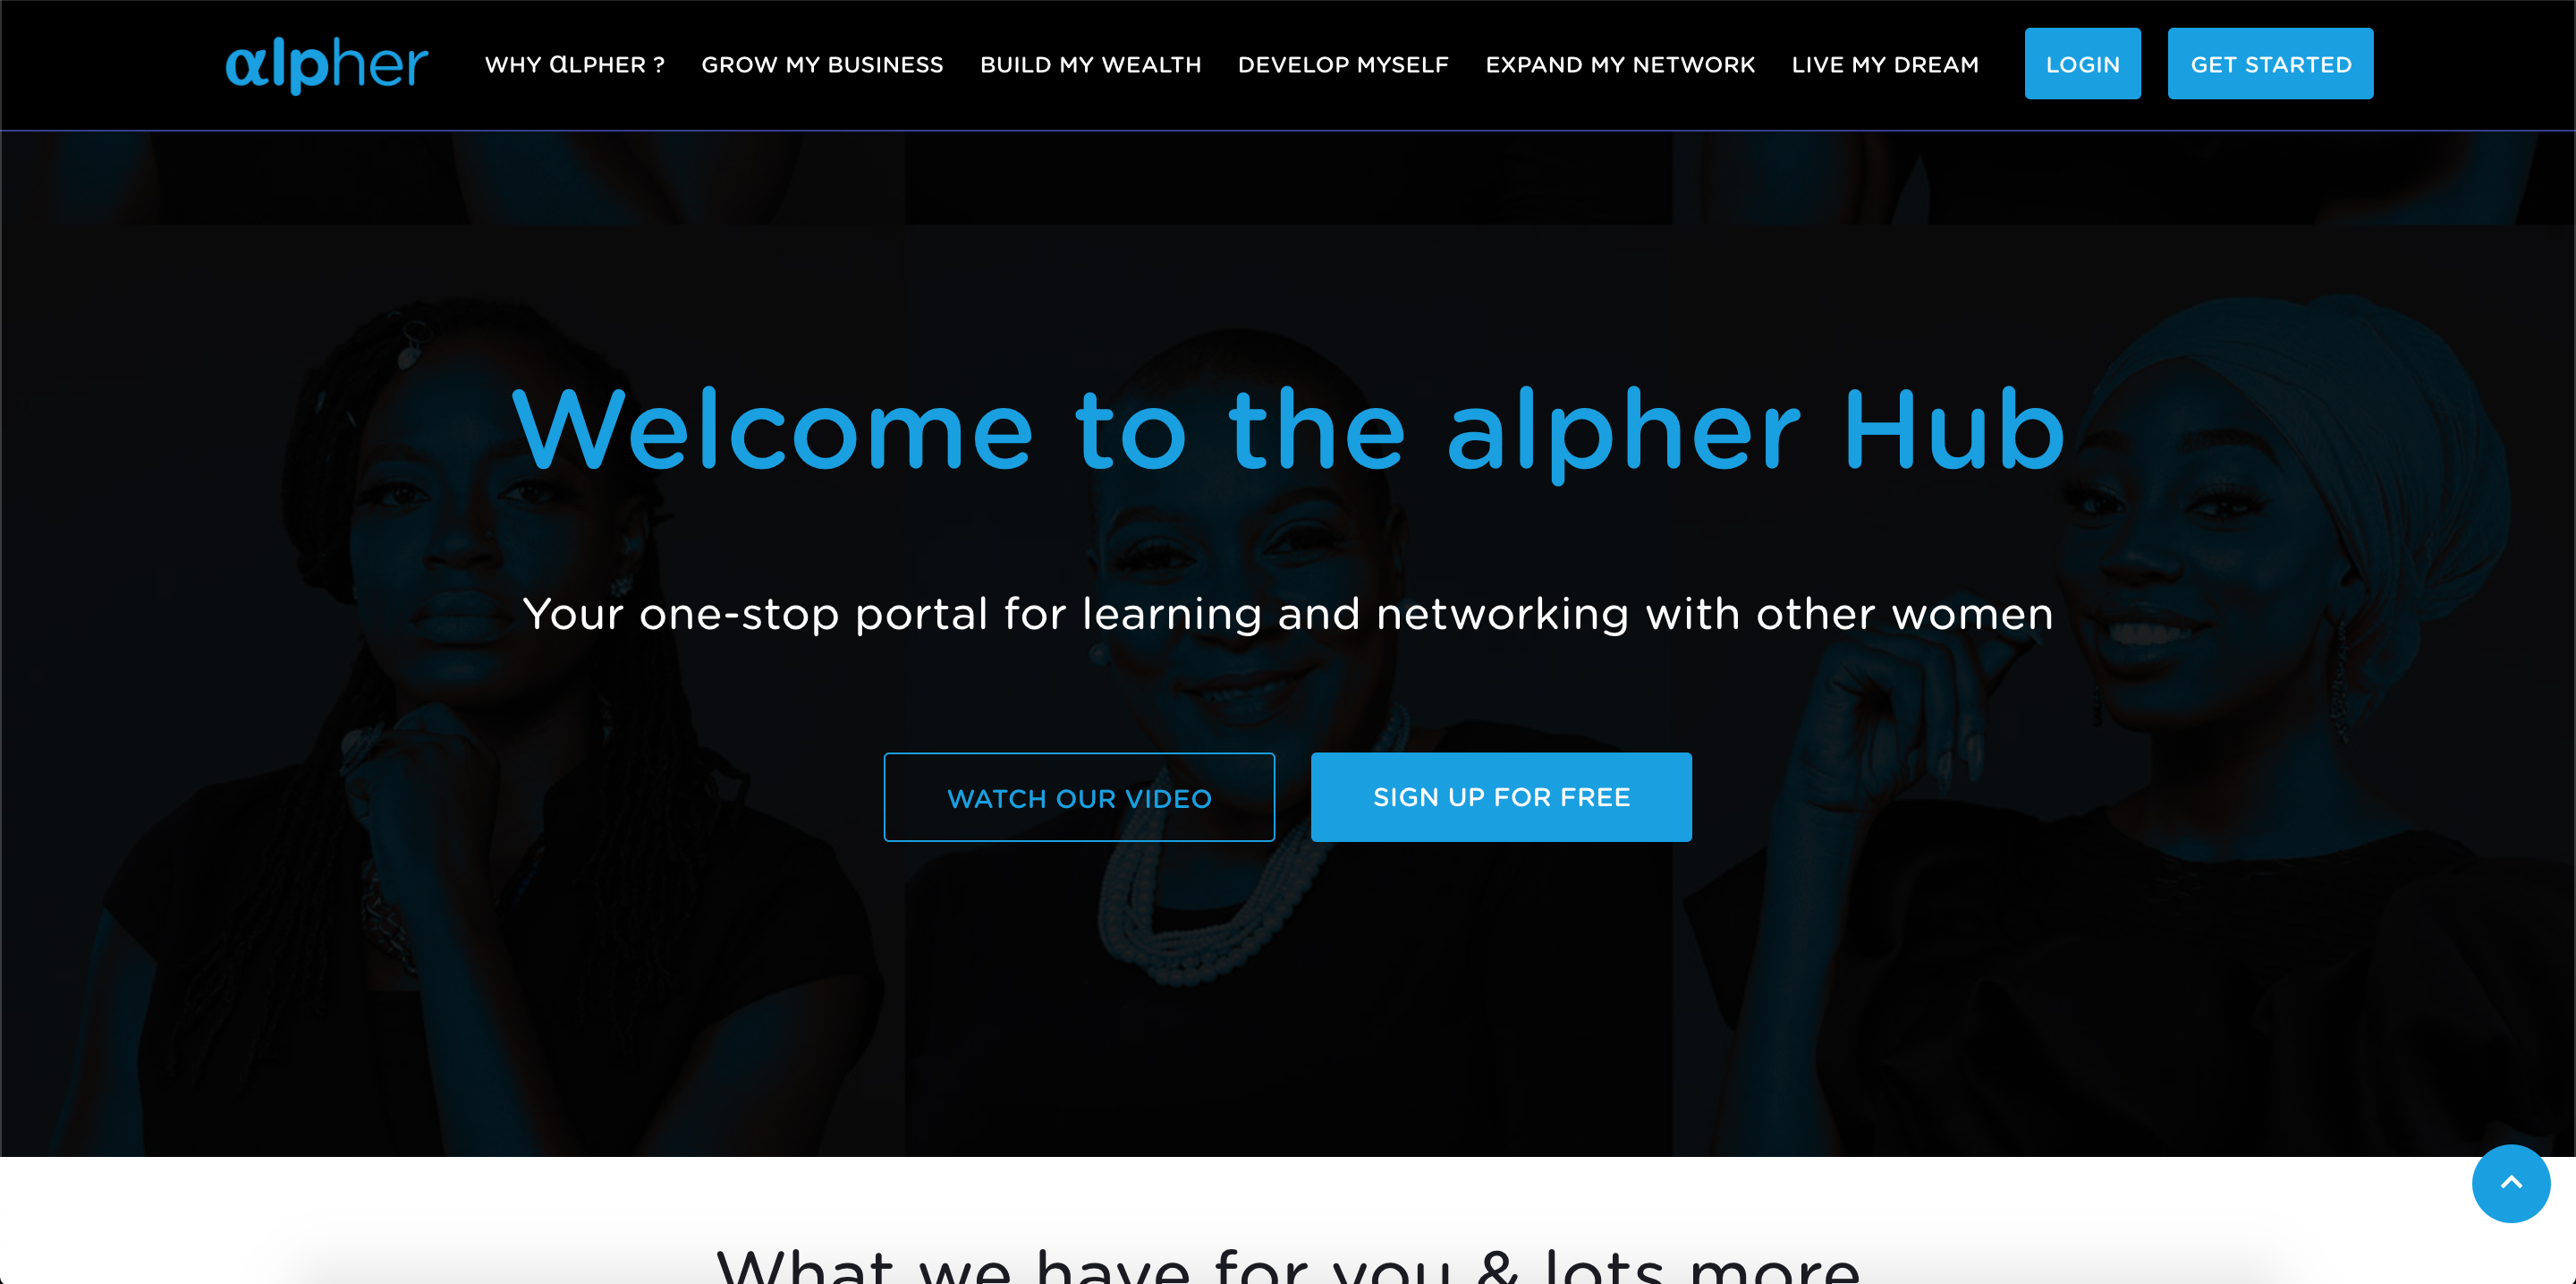 αlpher
WHY αLPHER ? GROW MY BUSINESS BUILD MY WEALTH DEVELOP MYSELF EXPAND MY NETWORK LIVE MY DREAM LOGIN GET STARTED
Welcome to the alpher Hub
Your one-stop portal for learning and networking with other women
WATCH OUR VIDEO SIGN UP FOR FREE
What we have for you & lots more